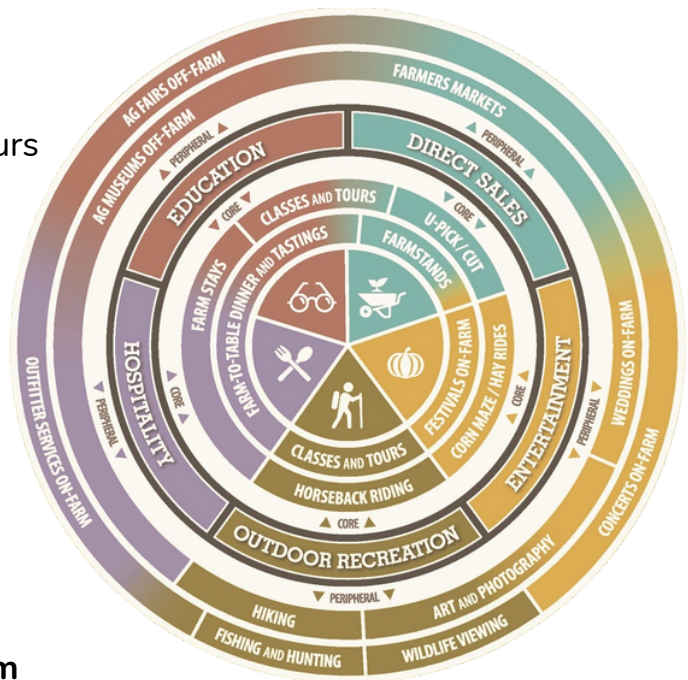 AG FAIRS OFF-FARM
FARMERS MARKETS
AG MUSEUMS OFF-FARM
urs
PERIPHERAL
PERIPHERAL
EDUCATION
DIRECT SALES
CORE
CORE
CLASSES AND TOURS
U-PICK / CUT
FARM STAYS
FARM-TO-TABLE DINNER AND TASTINGS
FARMSTANDS
FESTIVALS ON-FARM
CORN MAZE / HAY RIDES
WEDDINGS ON-FARM
CONCERTS ON-FARM
OUTFITTER SERVICES ON-FARM
PERIPHERAL
HOSPITALITY
CORE
CORE
ENTERTAINMENT
PERIPHERAL
CLASSES AND TOURS
HORSEBACK RIDING
CORE
OUTDOOR RECREATION
PERIPHERAL
HIKING
ART AND PHOTOGRAPHY
FISHING AND HUNTING
WILDLIFE VIEWING
m